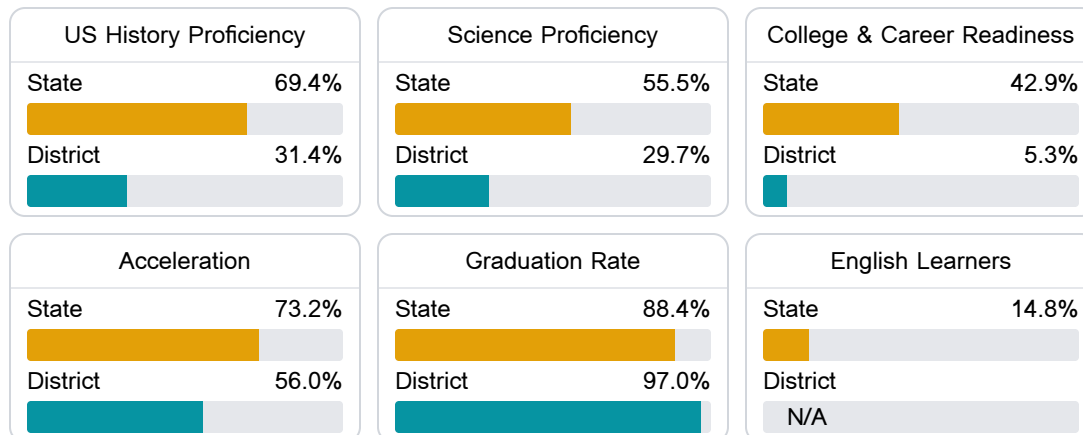 US History Proficiency
State 69.4%
District 31.4%
Science Proficiency
State 55.5%
District 29.7%
College & Career Readiness
State 42.9%
District 5.3%
Acceleration
State 73.2%
District 56.0%
Graduation Rate
State 88.4%
District 97.0%
English Learners
State 14.8%
District
N/A